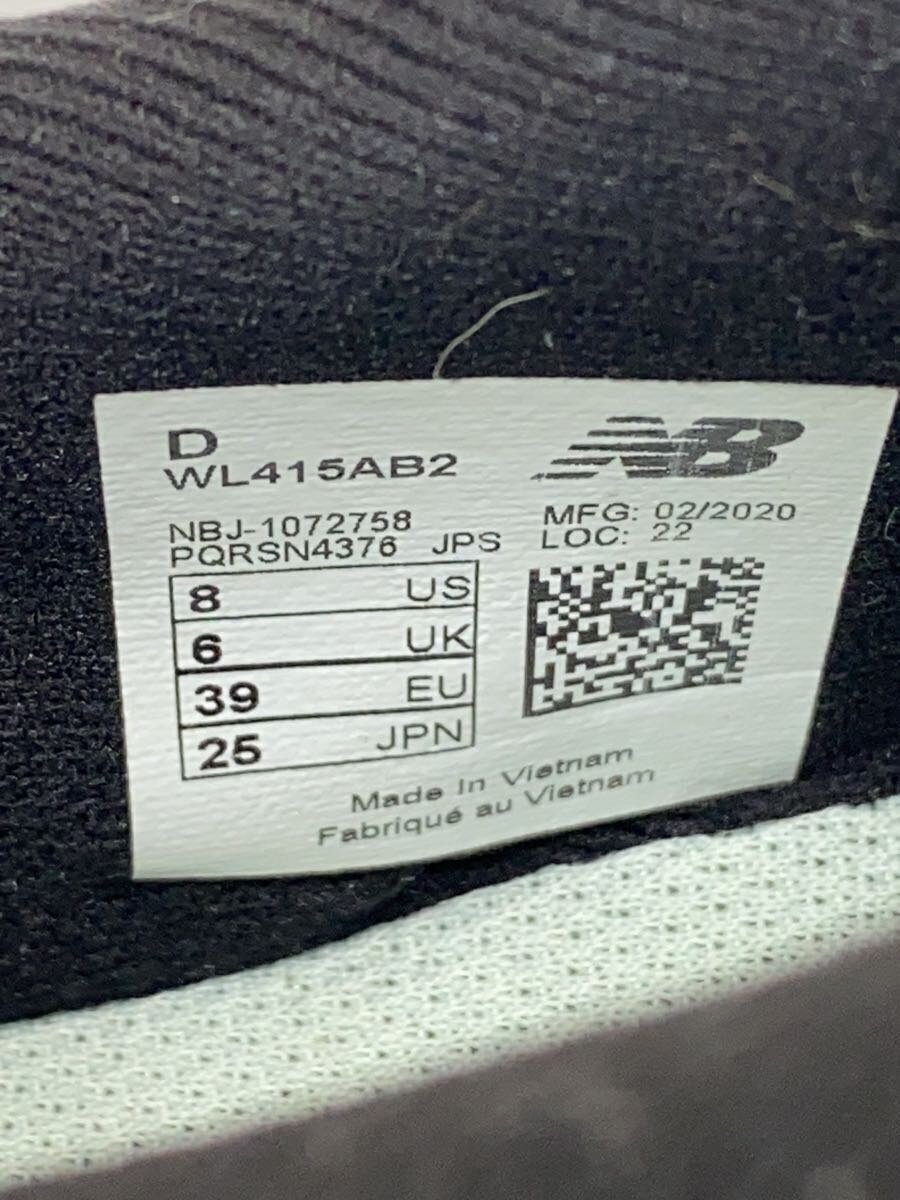 D
WL415AB2
NB
NBJ-1072758
PQRSN4376 JPS
MFG: 02/2020
LOC: 22
8 US
6 UK
39 EU
25 JPN
Made in Vietnam
Fabriqué au Vietnam